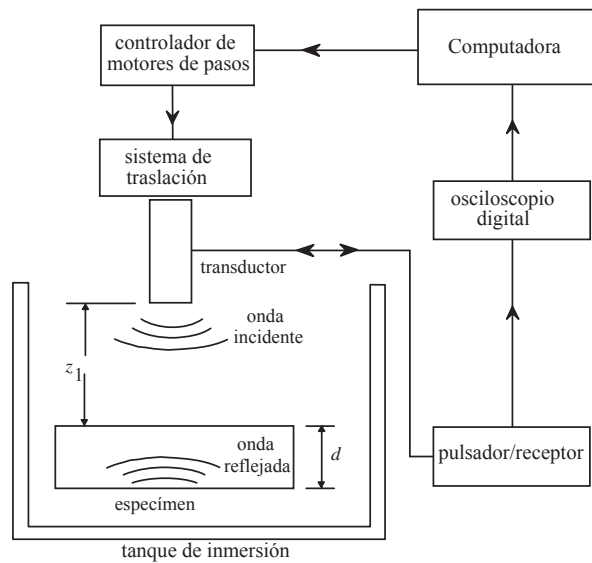 controlador de
motores de pasos
Computadora
sistema de
traslación
osciloscopio
digital
transductor
onda
incidente
z1
onda
reflejada
d
pulsador/receptor
espécímen
tanque de inmersión